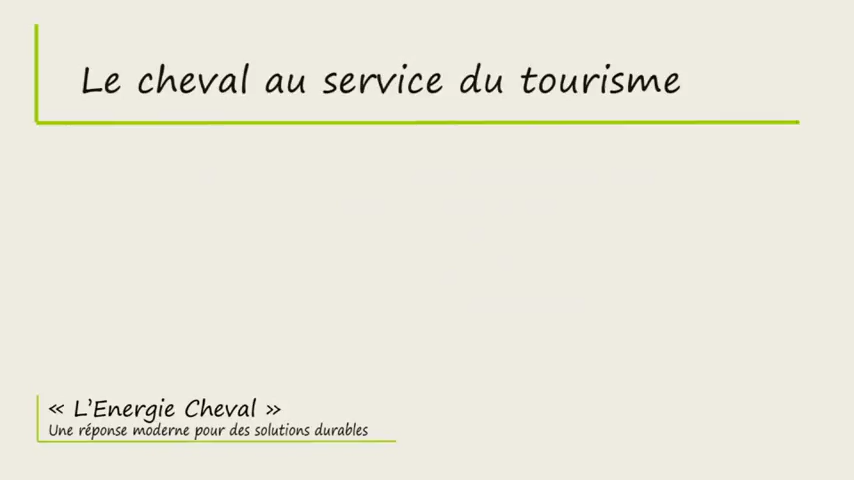 Le cheval au service du tourisme
« L’Energie Cheval »
Une réponse moderne pour des solutions durables